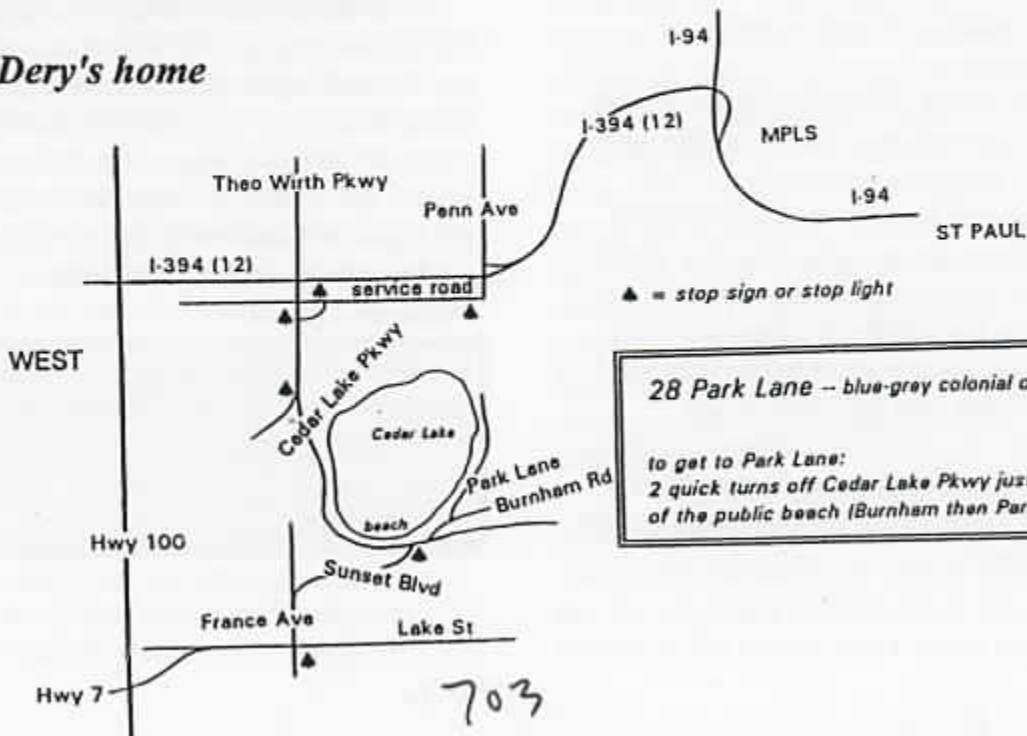 Dery's home
I-94
I-394 (12)
MPLS
Theo Wirth Pkwy
Penn Ave
I-94
ST PAUL
I-394 (12)
service road
▲ = stop sign or stop light
WEST
Cedar Lake Pkwy
28 Park Lane -- blue-grey colonial
Cedar Lake
to get to Park Lane:
2 quick turns off Cedar Lake Pkwy
of the public beach (Burnham then
Park Lane
Burnham Rd
beach
Hwy 100
Sunset Blvd
France Ave
Lake St
Hwy 7
703